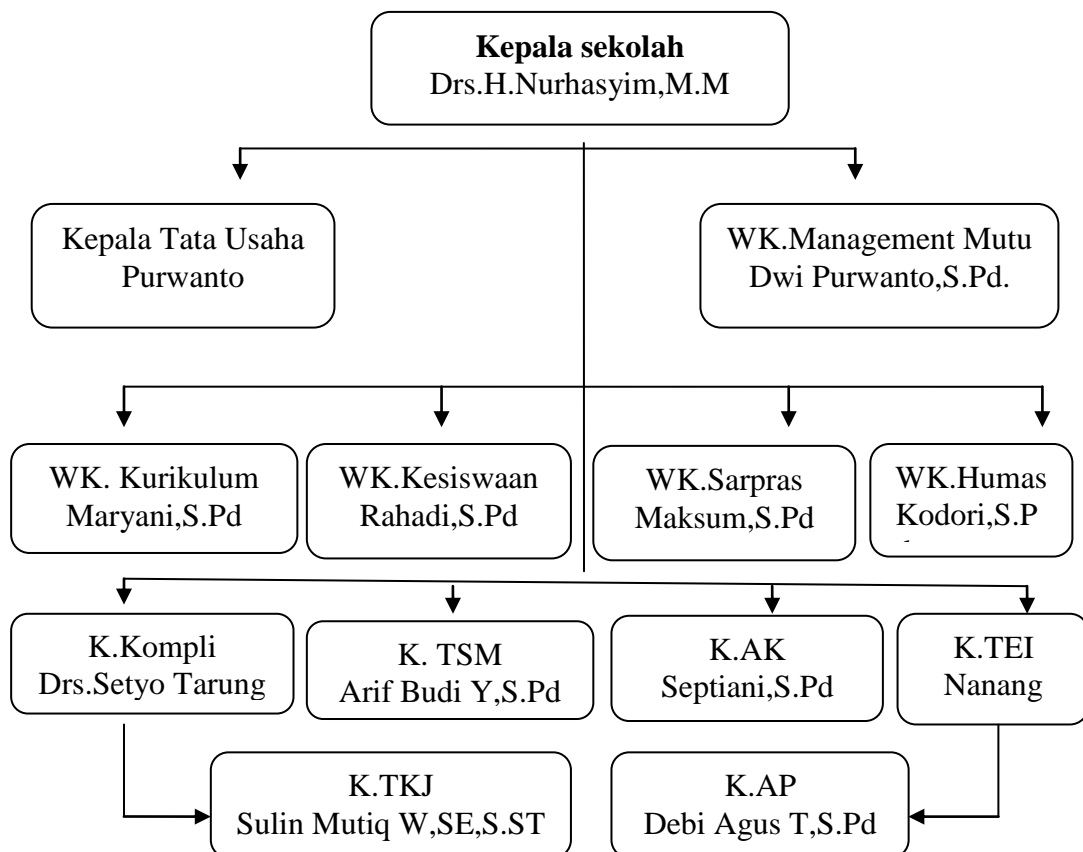 Kepala sekolah
Drs.H.Nurhasyim,M.M
Kepala Tata Usaha
Purwanto
WK.Management Mutu
Dwi Purwanto,S.Pd.
WK. Kurikulum
Maryani,S.Pd
WK.Kesiswaan
Rahadi,S.Pd
WK.Sarpras
Maksum,S.Pd
WK.Humas
Kodori,S.P
K.Kompli
Drs.Setyo Tarung
K. TSM
Arif Budi Y,S.Pd
K.AK
Septiani,S.Pd
K.TEI
Nanang
K.TKJ
Sulin Mutiq W,SE,S.ST
K.AP
Debi Agus T,S.Pd